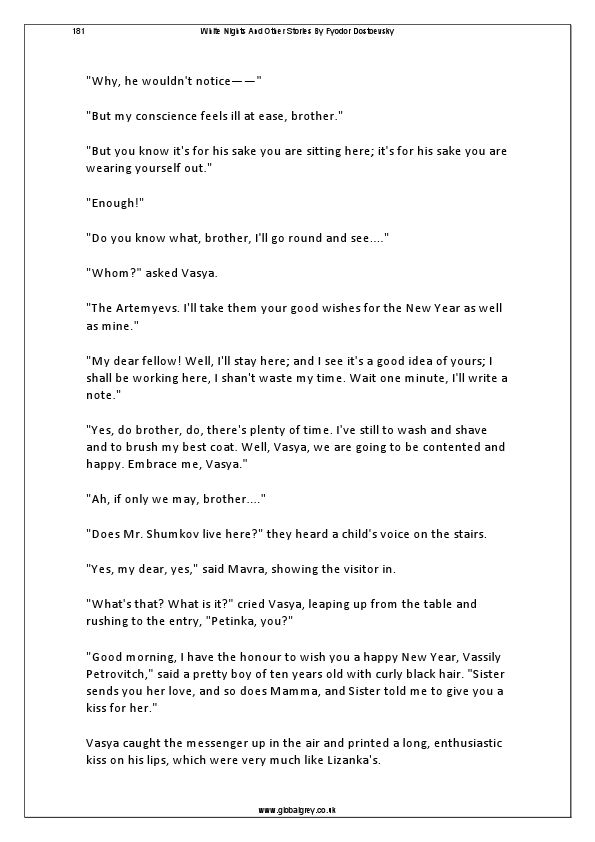 181 White Nights And Other Stories By Fyodor Dostoevsky
"Why, he wouldn't notice——"
"But my conscience feels ill at ease, brother."
"But you know it's for his sake you are sitting here; it's for his sake you are
wearing yourself out."
"Enough!"
"Do you know what, brother, I'll go round and see...."
"Whom?" asked Vasya.
"The Artemyevs. I'll take them your good wishes for the New Year as well
as mine."
"My dear fellow! Well, I'll stay here; and I see it's a good idea of yours; I
shall be working here, I shan't waste my time. Wait one minute, I'll write a
note."
"Yes, do brother, do, there's plenty of time. I've still to wash and shave
and to brush my best coat. Well, Vasya, we are going to be contented and
happy. Embrace me, Vasya."
"Ah, if only we may, brother...."
"Does Mr. Shumkov live here?" they heard a child's voice on the stairs.
"Yes, my dear, yes," said Mavra, showing the visitor in.
"What's that? What is it?" cried Vasya, leaping up from the table and
rushing to the entry, "Petinka, you?"
"Good morning, I have the honour to wish you a happy New Year, Vassily
Petrovitch," said a pretty boy of ten years old with curly black hair. "Sister
sends you her love, and so does Mamma, and Sister told me to give you a
kiss for her."
Vasya caught the messenger up in the air and printed a long, enthusiastic
kiss on his lips, which were very much like Lizanka's.
www.globalgrey.co.uk